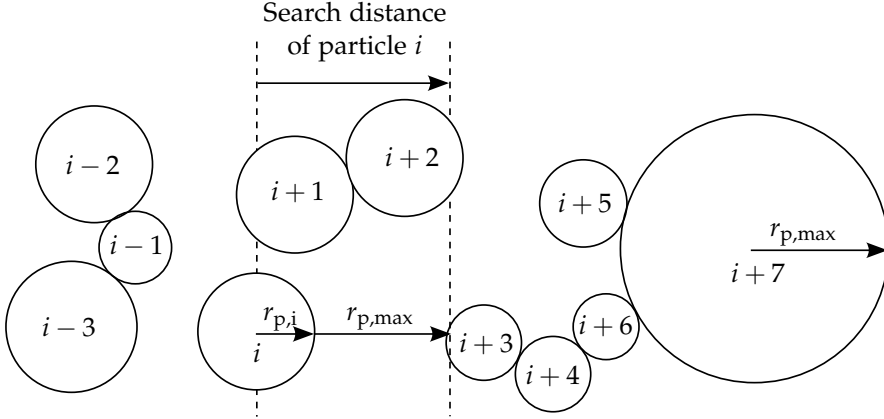 Search distance
of particle i
i − 2
i + 2
i + 1
i + 5
i − 1
r_p,max
i + 7
i − 3
r_p,i
r_p,max
i
i + 3
i + 6
i + 4